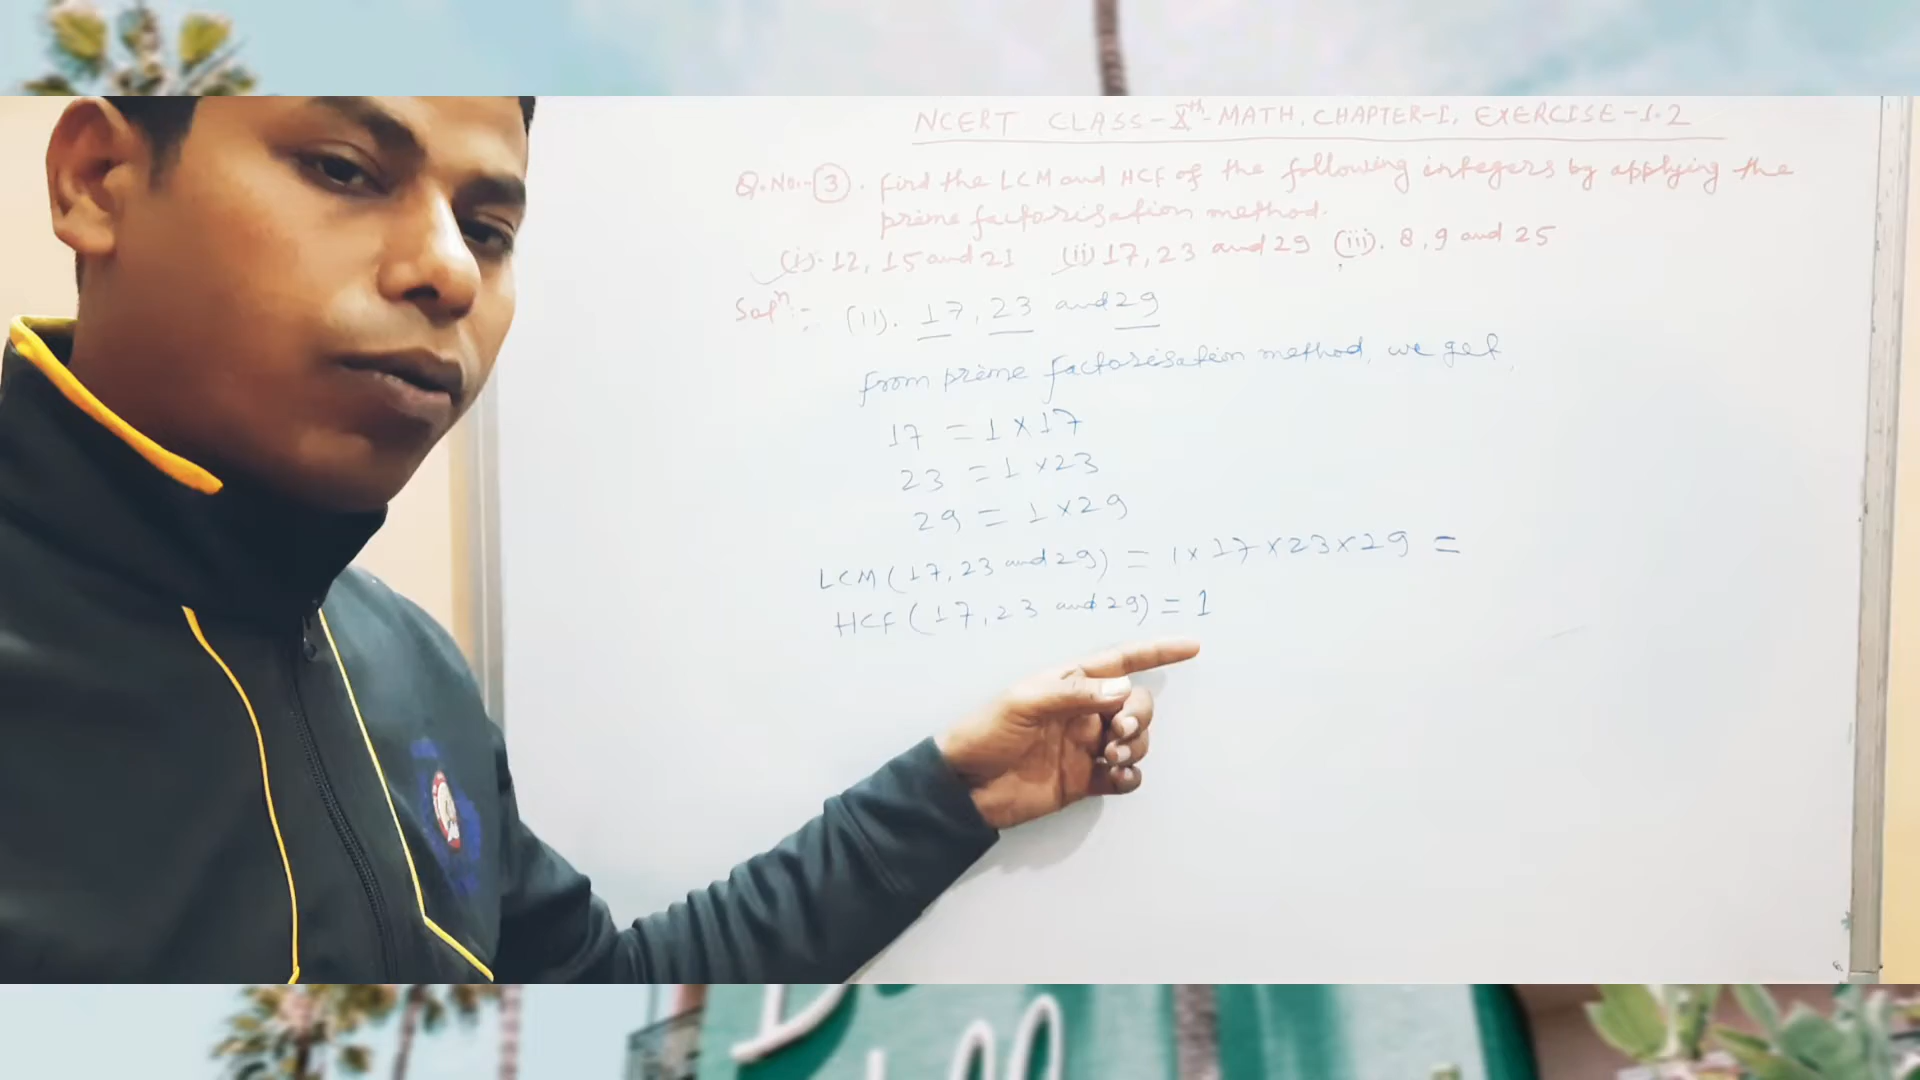 NCERT CLASS-Xth-MATH, CHAPTER-I, EXERCISE-1.2
Q.No:-(3). Find the LCM and HCF of the following integers by applying the
prime factorisation method.
(i). 12, 15 and 21 (ii) 17, 23 and 29 (iii). 8, 9 and 25
Solⁿ:- (ii). 17, 23 and 29
from prime factorisation method, we get,
17 = 1 × 17
23 = 1 × 23
29 = 1 × 29
LCM (17, 23 and 29) = 1 × 17 × 23 × 29 =
HCF (17, 23 and 29) = 1